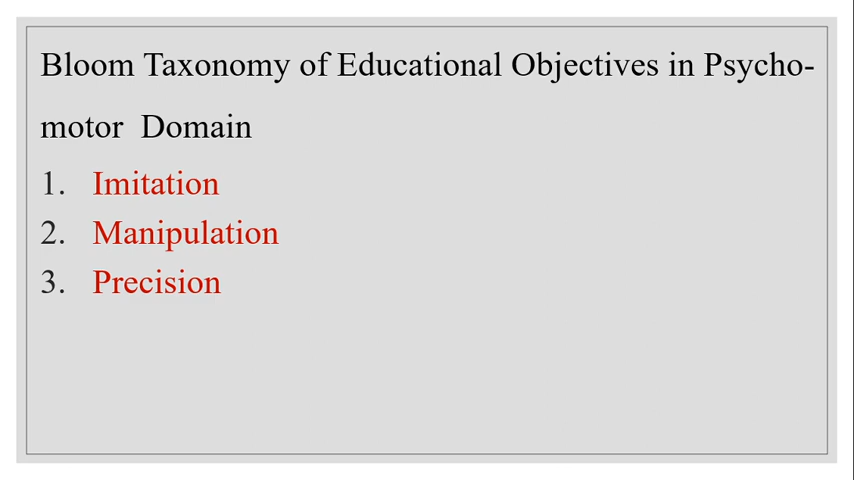 Bloom Taxonomy of Educational Objectives in Psycho-
motor Domain
1. Imitation
2. Manipulation
3. Precision